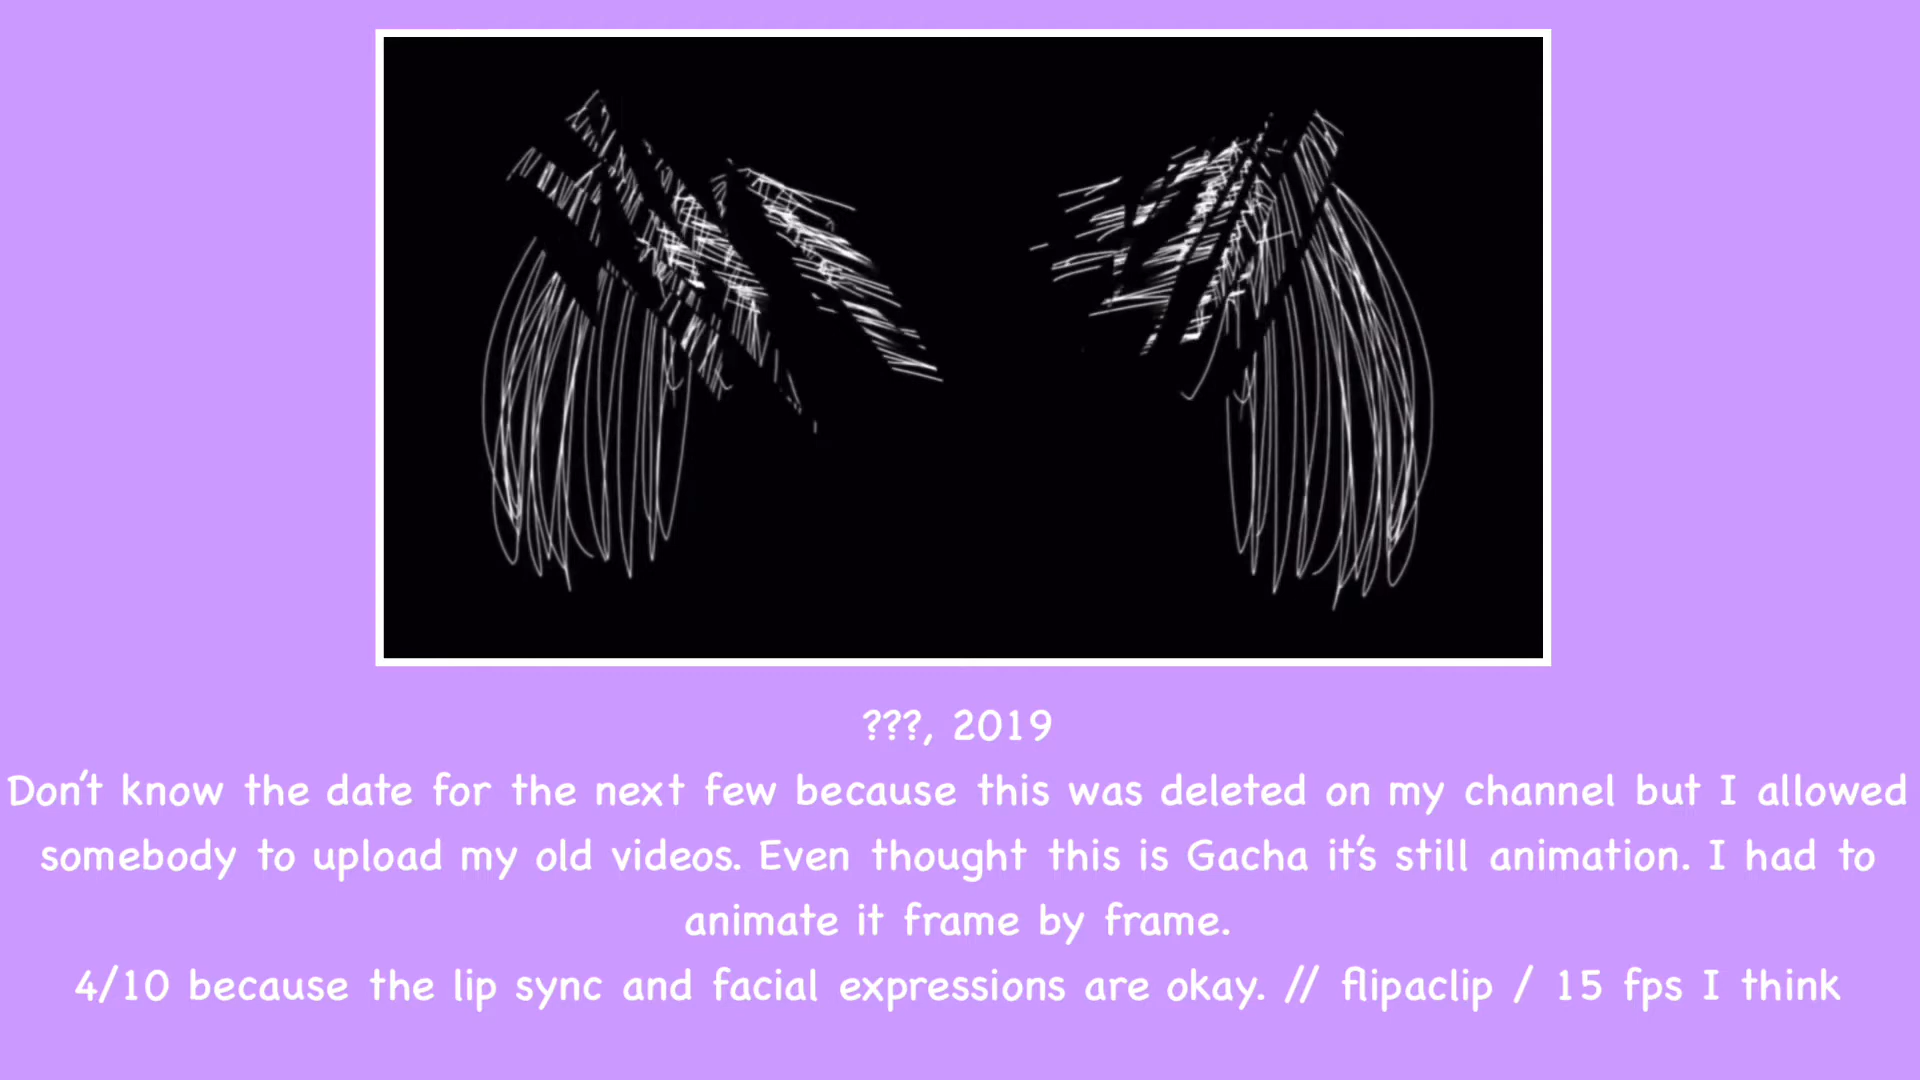 ???, 2019
Don't know the date for the next few because this was deleted on my channel but I allowed
somebody to upload my old videos. Even thought this is Gacha it's still animation. I had to
animate it frame by frame.
4/10 because the lip sync and facial expressions are okay. // flipaclip / 15 fps I think